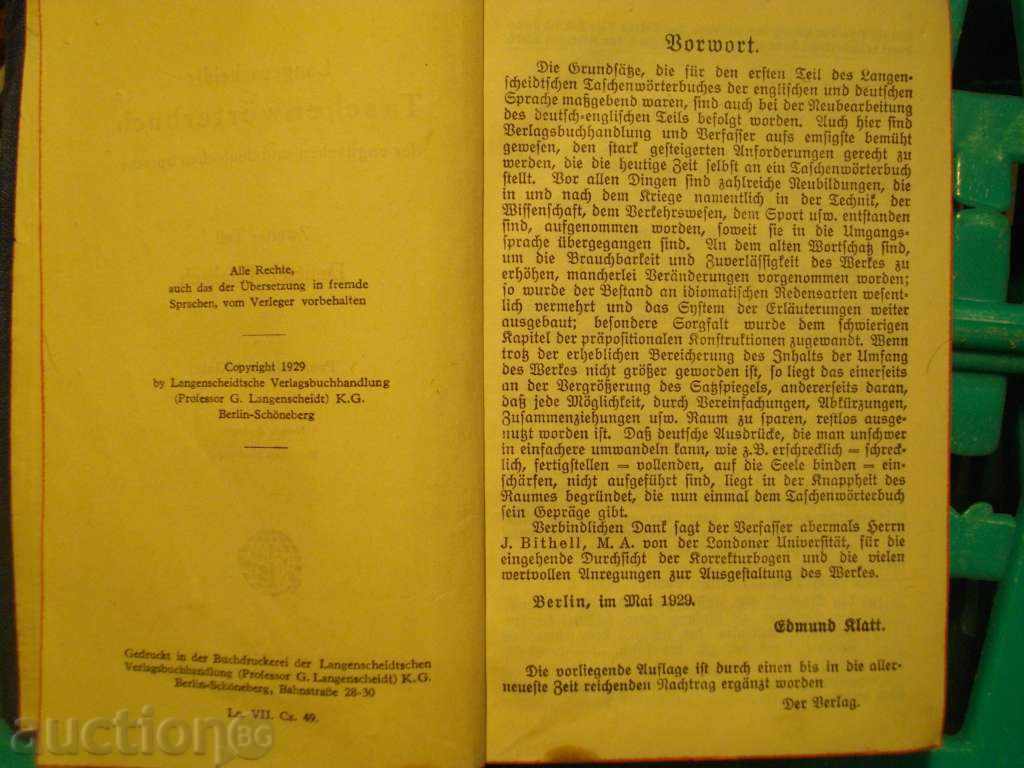 Alle Rechte,
auch das der Übersetzung in fremde
Sprachen, vom Verleger vorbehalten
Copyright 1929
by Langenscheidtsche Verlagsbuchhandlung
(Professor G. Langenscheidt) K.G.
Berlin-Schöneberg
Gedruckt in der Buchdruckerei der Langenscheidtschen
Verlagsbuchhandlung (Professor G. Langenscheidt) K.G.
Berlin-Schöneberg, Bahnstraße 28-30
Le. VII. Cs. 49.
Vorwort.
Die Grundsätze, die für den ersten Teil des Langen-
scheidtschen Taschenwörterbuches der englischen und deutschen
Sprache maßgebend waren, sind auch bei der Neubearbeitung
des deutsch-englischen Teils befolgt worden. Auch hier sind
Verlagsbuchhandlung und Verfasser aufs emsigste bemüht
gewesen, den stark gesteigerten Anforderungen gerecht zu
werden, die die heutige Zeit selbst an ein Taschenwörterbuch
stellt. Vor allen Dingen sind zahlreiche Neubildungen, die
in und nach dem Kriege namentlich in der Technik, der
Wissenschaft, dem Verkehrswesen, dem Sport usw. entstanden
sind, aufgenommen worden, soweit sie in die Umgangs-
sprache übergegangen sind. An dem alten Wortschatz sind,
um die Brauchbarkeit und Zuverlässigkeit des Werkes zu
erhöhen, mancherlei Veränderungen vorgenommen worden;
so wurde der Bestand an idiomatischen Redensarten wesent-
lich vermehrt und das System der Erläuterungen weiter
ausgebaut; besondere Sorgfalt wurde dem schwierigen
Kapitel der präpositionalen Konstruktionen zugewandt. Wenn
trotz der erheblichen Bereicherung des Inhalts der Umfang
des Werkes nicht größer geworden ist, so liegt das einerseits
an der Vergrößerung des Satzspiegels, andererseits daran,
daß jede Möglichkeit, durch Vereinfachungen, Abkürzungen,
Zusammenziehungen usw. Raum zu sparen, restlos ausge-
nutzt worden ist. Daß deutsche Ausdrücke, die man unschwer
in einfachere umwandeln kann, wie z.B. erschrecklich = schreck-
lich, fertigstellen = vollenden, auf die Seele binden = ein-
schärfen, nicht aufgeführt sind, liegt in der Knappheit des
Raumes begründet, die nun einmal dem Taschenwörterbuch
sein Gepräge gibt.
Verbindlichen Dank sagt der Verfasser abermals Herrn
J. Bithell, M. A. von der Londoner Universität, für die
eingehende Durchsicht der Korrekturbogen und die vielen
wertvollen Anregungen zur Ausgestaltung des Werkes.
Berlin, im Mai 1929.
Edmund Klatt.
Die vorliegende Auflage ist durch einen bis in die aller-
neueste Zeit reichenden Nachtrag ergänzt worden
Der Verlag.
auctionBG